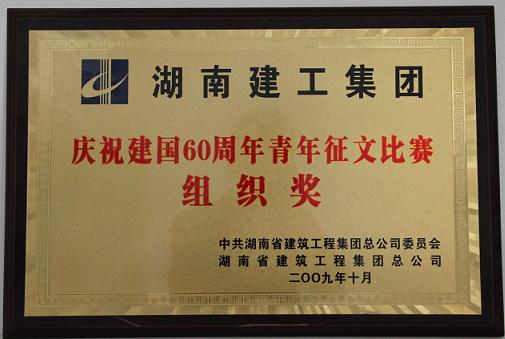 湖南建工集团
庆祝建国60周年青年征文比赛
组织奖
中共湖南省建筑工程集团总公司委员会
湖南省建筑工程集团总公司
二〇〇九年十月